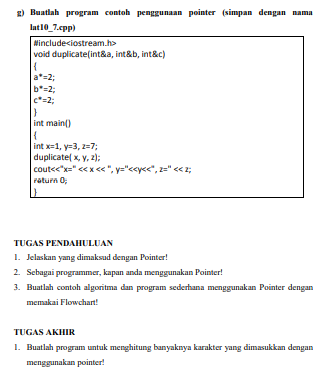 g) Buatlah program contoh penggunaan pointer (simpan dengan nama
lat10_7.cpp)
#include<iostream.h>
void duplicate(int&a, int&b, int&c)
{
a*=2;
b*=2;
c*=2;
}
int main()
{
int x=1, y=3, z=7;
duplicate( x, y, z);
cout<<"x=" << x << ", y="<<y<<", z=" << z;
return 0;
}
TUGAS PENDAHULUAN
1. Jelaskan yang dimaksud dengan Pointer!
2. Sebagai programmer, kapan anda menggunakan Pointer!
3. Buatlah contoh algoritma dan program sederhana menggunakan Pointer dengan
memakai Flowchart!
TUGAS AKHIR
1. Buatlah program untuk menghitung banyaknya karakter yang dimasukkan dengan
menggunakan pointer!